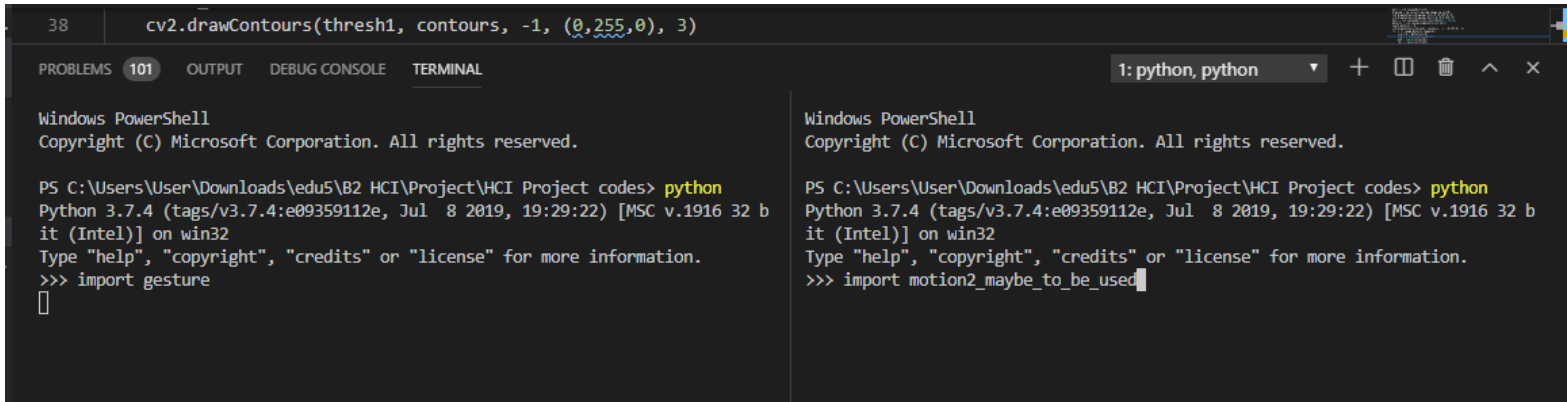 38 cv2.drawContours(thresh1, contours, -1, (0,255,0), 3)
PROBLEMS 101 OUTPUT DEBUG CONSOLE TERMINAL 1: python, python
Windows PowerShell
Copyright (C) Microsoft Corporation. All rights reserved.
PS C:\Users\User\Downloads\edu5\B2 HCI\Project\HCI Project codes> python
Python 3.7.4 (tags/v3.7.4:e09359112e, Jul  8 2019, 19:29:22) [MSC v.1916 32 b
it (Intel)] on win32
Type "help", "copyright", "credits" or "license" for more information.
>>> import gesture
Windows PowerShell
Copyright (C) Microsoft Corporation. All rights reserved.
PS C:\Users\User\Downloads\edu5\B2 HCI\Project\HCI Project codes> python
Python 3.7.4 (tags/v3.7.4:e09359112e, Jul  8 2019, 19:29:22) [MSC v.1916 32 b
it (Intel)] on win32
Type "help", "copyright", "credits" or "license" for more information.
>>> import motion2_maybe_to_be_used